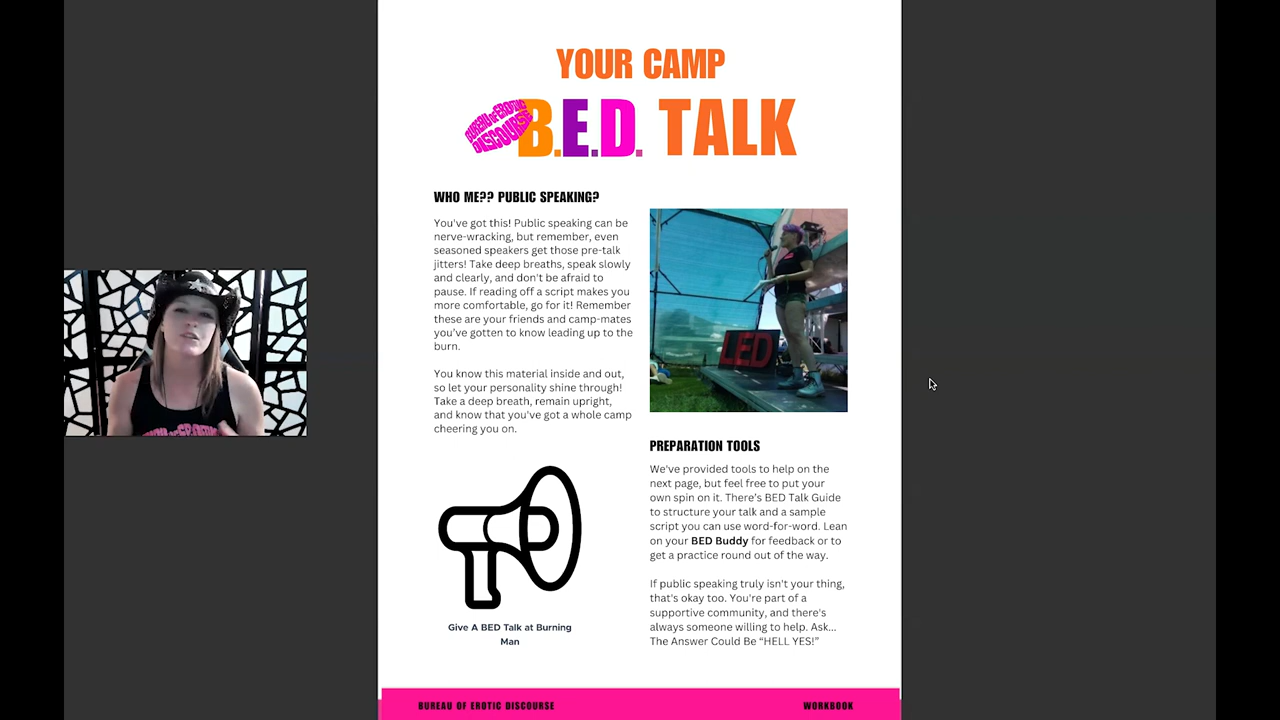 YOUR CAMP
BUREAU OF EROTIC
DISCOURSE
B.E.D. TALK
WHO ME?? PUBLIC SPEAKING?
You've got this! Public speaking can be
nerve-wracking, but remember, even
seasoned speakers get those pre-talk
jitters! Take deep breaths, speak slowly
and clearly, and don't be afraid to
pause. If reading off a script makes you
more comfortable, go for it! Remember
these are your friends and camp-mates
you've gotten to know leading up to the
burn.
You know this material inside and out,
so let your personality shine through!
Take a deep breath, remain upright,
and know that you've got a whole camp
cheering you on.
Give A BED Talk at Burning
Man
LED
PREPARATION TOOLS
We've provided tools to help on the
next page, but feel free to put your
own spin on it. There's BED Talk Guide
to structure your talk and a sample
script you can use word-for-word. Lean
on your BED Buddy for feedback or to
get a practice round out of the way.
If public speaking truly isn't your thing,
that's okay too. You're part of a
supportive community, and there's
always someone willing to help. Ask...
The Answer Could Be “HELL YES!”
BUREAU OF EROTIC DISCOURSE
WORKBOOK